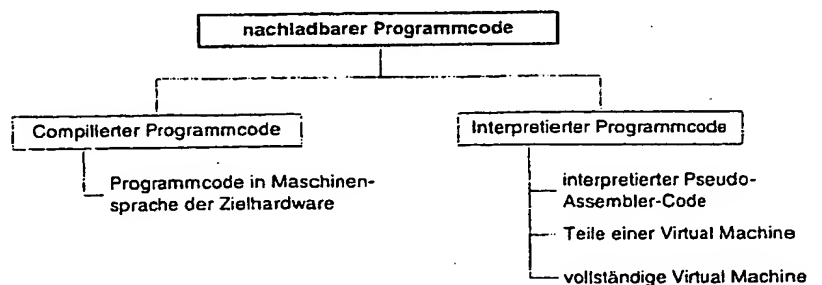 nachladbarer Programmcode
Compilierter Programmcode
Programmcode in Maschinen-
sprache der Zielhardware
Interpretierter Programmcode
interpretierter Pseudo-
Assembler-Code
Teile einer Virtual Machine
vollständige Virtual Machine